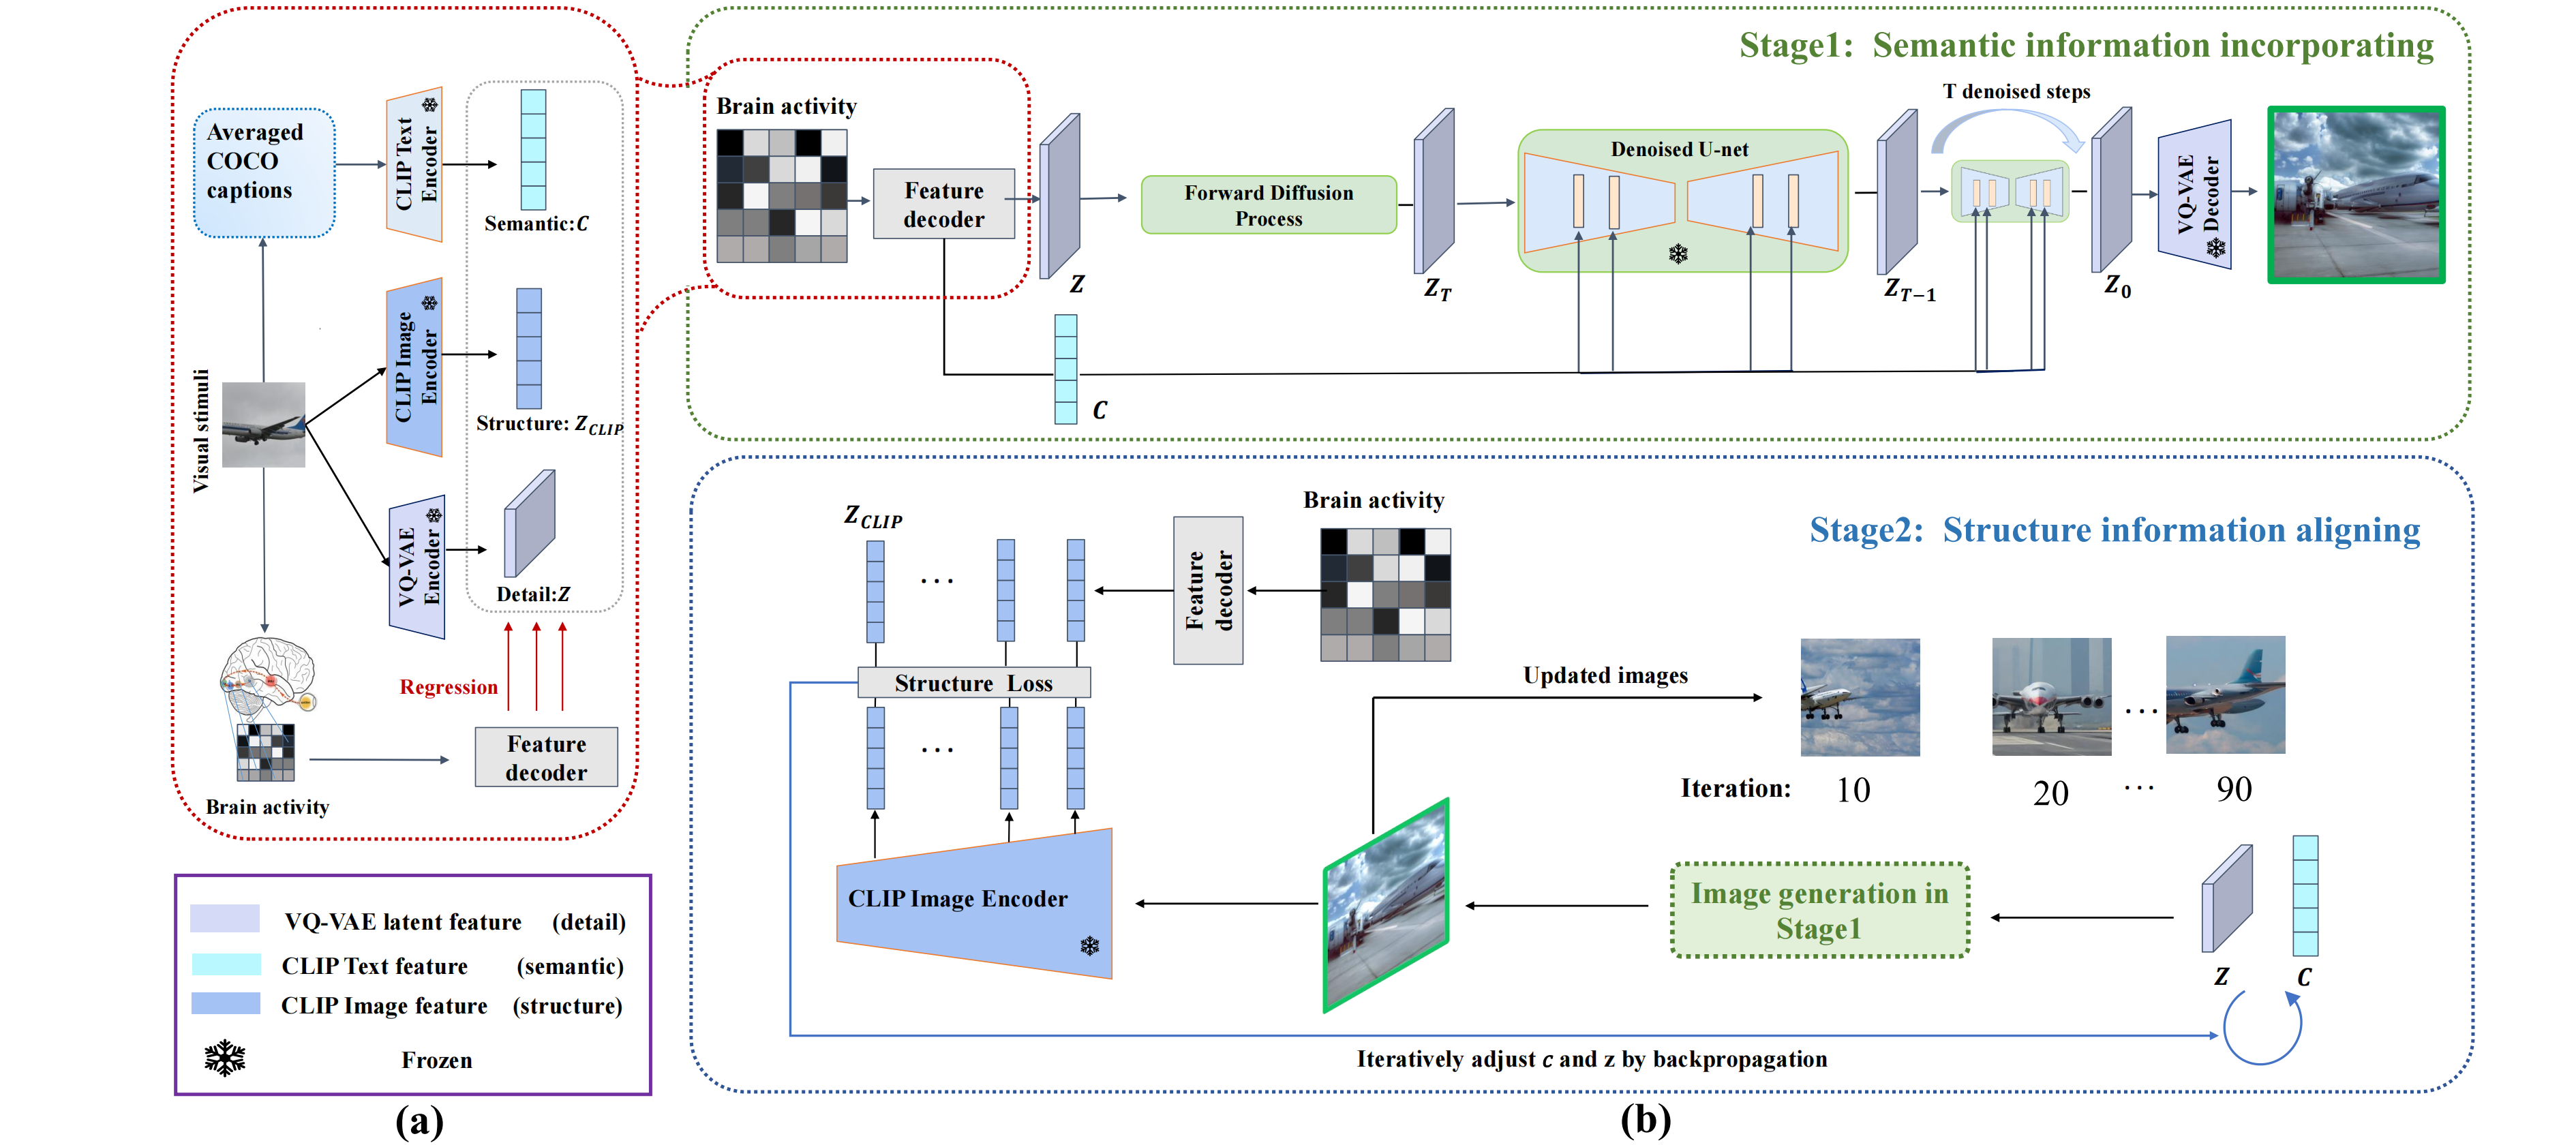 Averaged
COCO
captions
CLIP Text
Encoder
Semantic:C
CLIP Image
Encoder
Structure: Z_CLIP
Visual stimuli
VQ-VAE
Encoder
Detail:Z
Regression
Feature
decoder
Brain activity
VQ-VAE latent feature (detail)
CLIP Text feature (semantic)
CLIP Image feature (structure)
Frozen
(a)
Stage1: Semantic information incorporating
Brain activity
Feature
decoder
Z
Forward Diffusion
Process
Z_T
Denoised U-net
Z_{T-1}
T denoised steps
Z_0
VQ-VAE
Decoder
C
Stage2: Structure information aligning
Z_CLIP
...
Feature
decoder
Brain activity
Structure Loss
...
CLIP Image Encoder
Updated images
...
Iteration: 10 20 ... 90
Image generation in
Stage1
Z C
Iteratively adjust c and z by backpropagation
(b)